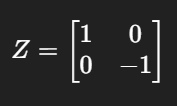 Z = [1 0
0 −1]